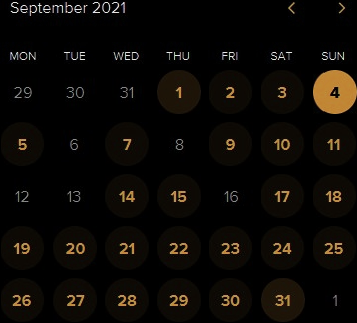 September 2021
MON TUE WED THU FRI SAT SUN
29 30 31 1 2 3 4
5 6 7 8 9 10 11
12 13 14 15 16 17 18
19 20 21 22 23 24 25
26 27 28 29 30 31 1